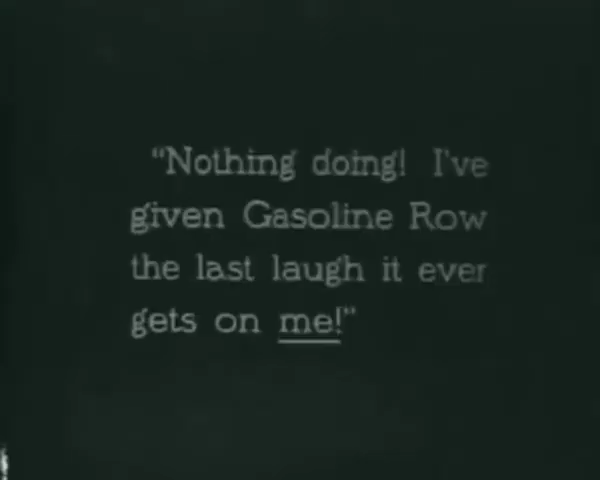 “Nothing doing! I've
given Gasoline Row
the last laugh it ever
gets on me!”